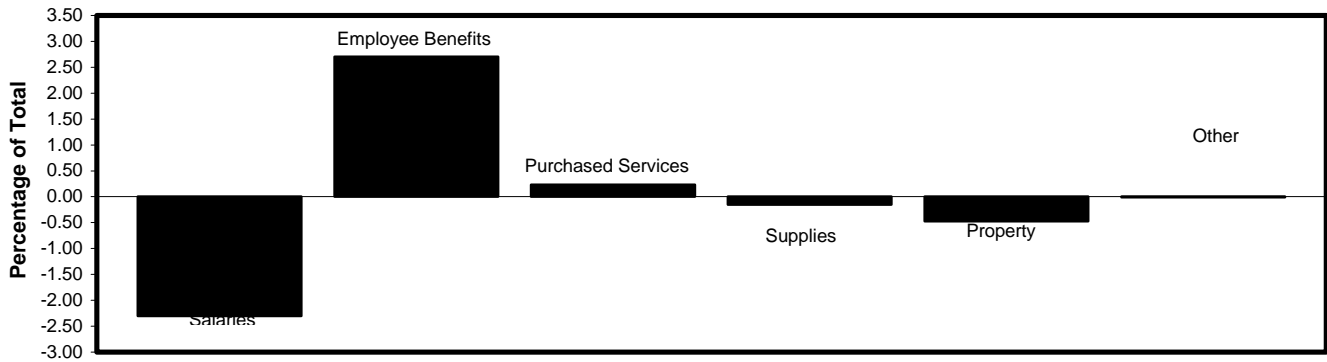 3.50
3.00
2.50
2.00
1.50
1.00
0.50
0.00
-0.50
-1.00
-1.50
-2.00
-2.50
-3.00
Percentage of Total
Employee Benefits
Other
Purchased Services
Supplies
Property
Salaries